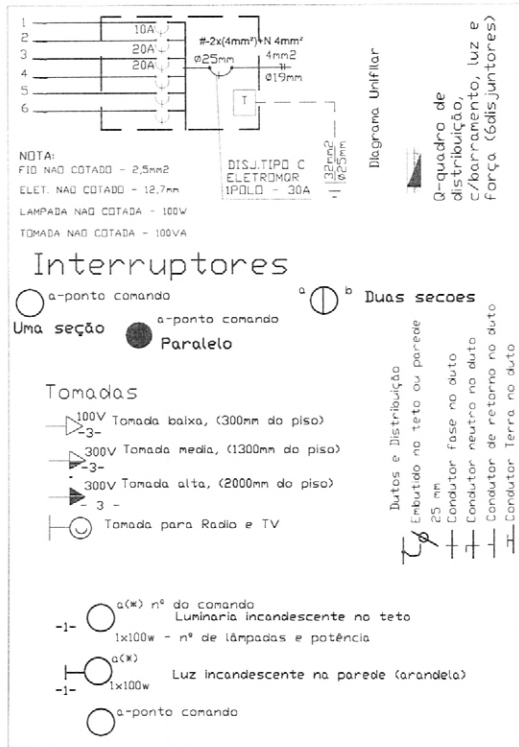 1
2
3
4
5
6
10A
20A
20A
#-2x(4mm²)+N 4mm²
Ø25mm
4mm2
Ø19mm
T
32mm2
Ø25mm
DISJ.TIPO C
ELETROMQR
1POLO - 30A
NOTA:
FIO NAO COTADO - 2,5mm2
ELET. NAO COTADO - 12,7mm
LAMPADA NAO COTADA - 100W
TOMADA NAO COTADA - 100VA
Diagrama Unifilar
Q-quadro de
distribuição,
c/barramento, luz e
força (6disjuntores)
Interruptores
a-ponto comando
Uma seção
a-ponto comando
Paralelo
a b Duas secoes
Tomadas
100V Tomada baixa, (300mm do piso)
-3-
300V Tomada media, (1300mm do piso)
-3-
300V Tomada alta, (2000mm do piso)
- 3 -
Tomada para Radio e TV
Dutos e Distribuição
Embutido no teto ou parede
25 mm
Condutor fase no duto
Condutor neutro no duto
Condutor de retorno no duto
Condutor Terra no duto
a(*) nº do comando
Luminaria incandescente no teto
-1-
1x100w - nº de lâmpadas e potência
a(*)
Luz incandescente na parede (arandela)
-1-
1x100w
a-ponto comando